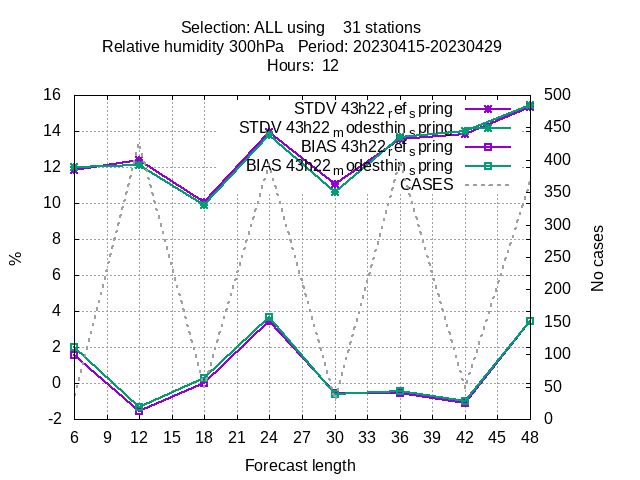 Selection: ALL using    31 stations
Relative humidity 300hPa   Period: 20230415-20230429
Hours:  12
STDV 43h22_ref_spring
STDV 43h22_modesthin_spring
BIAS 43h22_ref_spring
BIAS 43h22_modesthin_spring
CASES
16
14
12
10
8
6
4
2
0
-2
%
500
450
400
350
300
250
200
150
100
50
0
No cases
6 9 12 15 18 21 24 27 30 33 36 39 42 45 48
Forecast length